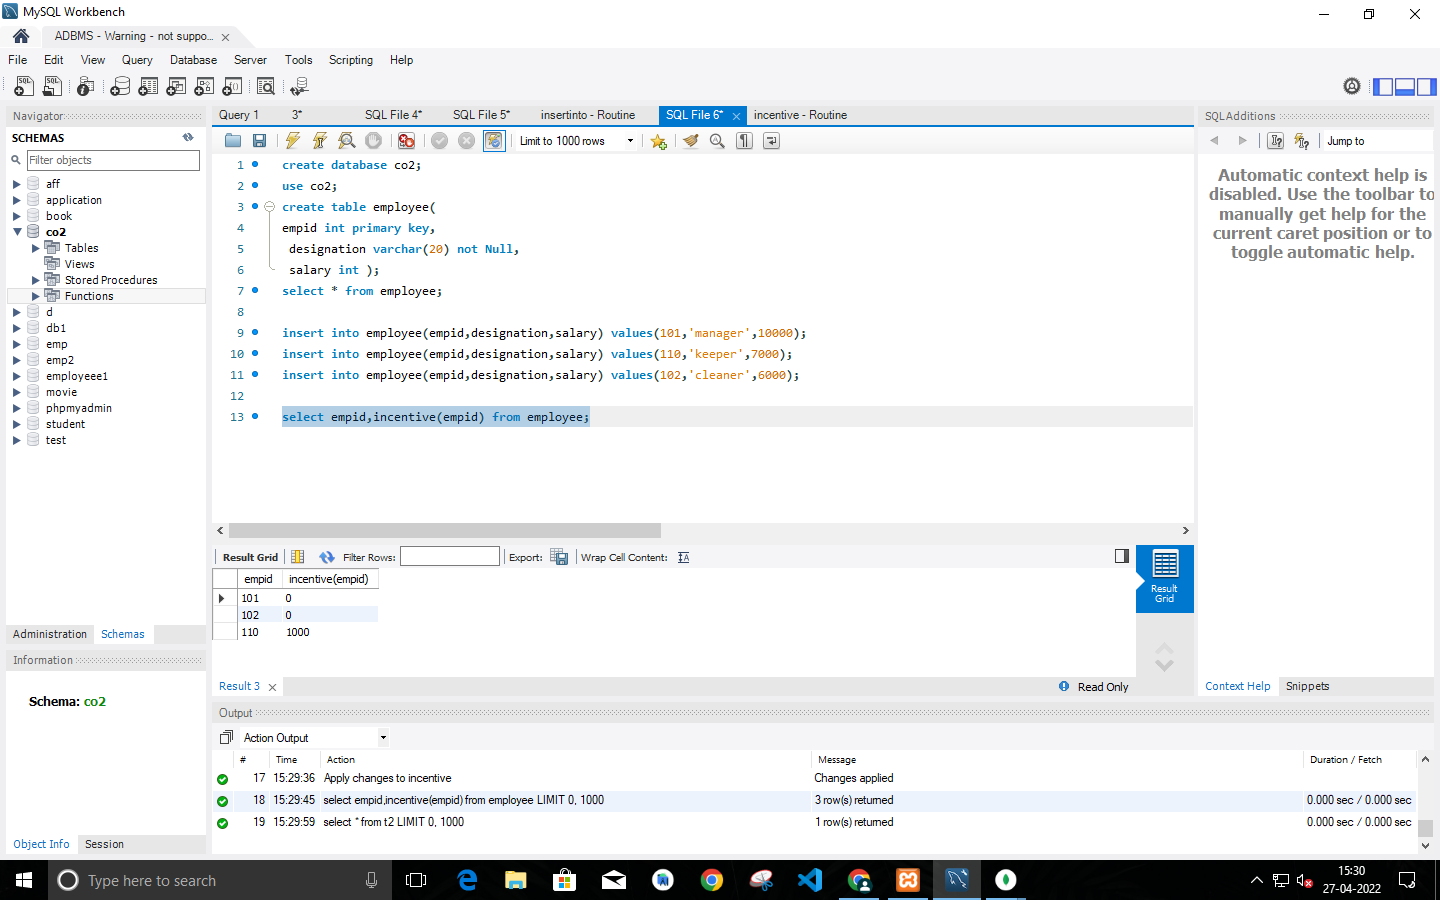 MySQL Workbench
ADBMS - Warning - not suppo... ×
File Edit View Query Database Server Tools Scripting Help
Navigator
SCHEMAS
Filter objects
aff
application
book
co2
Tables
Views
Stored Procedures
Functions
d
db1
emp
emp2
employeee1
movie
phpmyadmin
student
test
Administration Schemas
Information
Schema: co2
Object Info Session
Query 1 3* SQL File 4* SQL File 5* insertinto - Routine SQL File 6* × incentive - Routine
Limit to 1000 rows
1 create database co2;
2 use co2;
3 create table employee(
4 empid int primary key,
5 designation varchar(20) not Null,
6 salary int );
7 select * from employee;
8
9 insert into employee(empid,designation,salary) values(101,'manager',10000);
10 insert into employee(empid,designation,salary) values(110,'keeper',7000);
11 insert into employee(empid,designation,salary) values(102,'cleaner',6000);
12
13 select empid,incentive(empid) from employee;
Result Grid Filter Rows: Export: Wrap Cell Content:
empid incentive(empid)
101 0
102 0
110 1000
Result Grid
Result 3 × Read Only
SQLAdditions
Jump to
Automatic context help is
disabled. Use the toolbar to
manually get help for the
current caret position or to
toggle automatic help.
Context Help Snippets
Output
Action Output
# Time Action Message Duration / Fetch
17 15:29:36 Apply changes to incentive Changes applied
18 15:29:45 select empid,incentive(empid) from employee LIMIT 0, 1000 3 row(s) returned 0.000 sec / 0.000 sec
19 15:29:59 select * from t2 LIMIT 0, 1000 1 row(s) returned 0.000 sec / 0.000 sec
Type here to search
15:30
27-04-2022